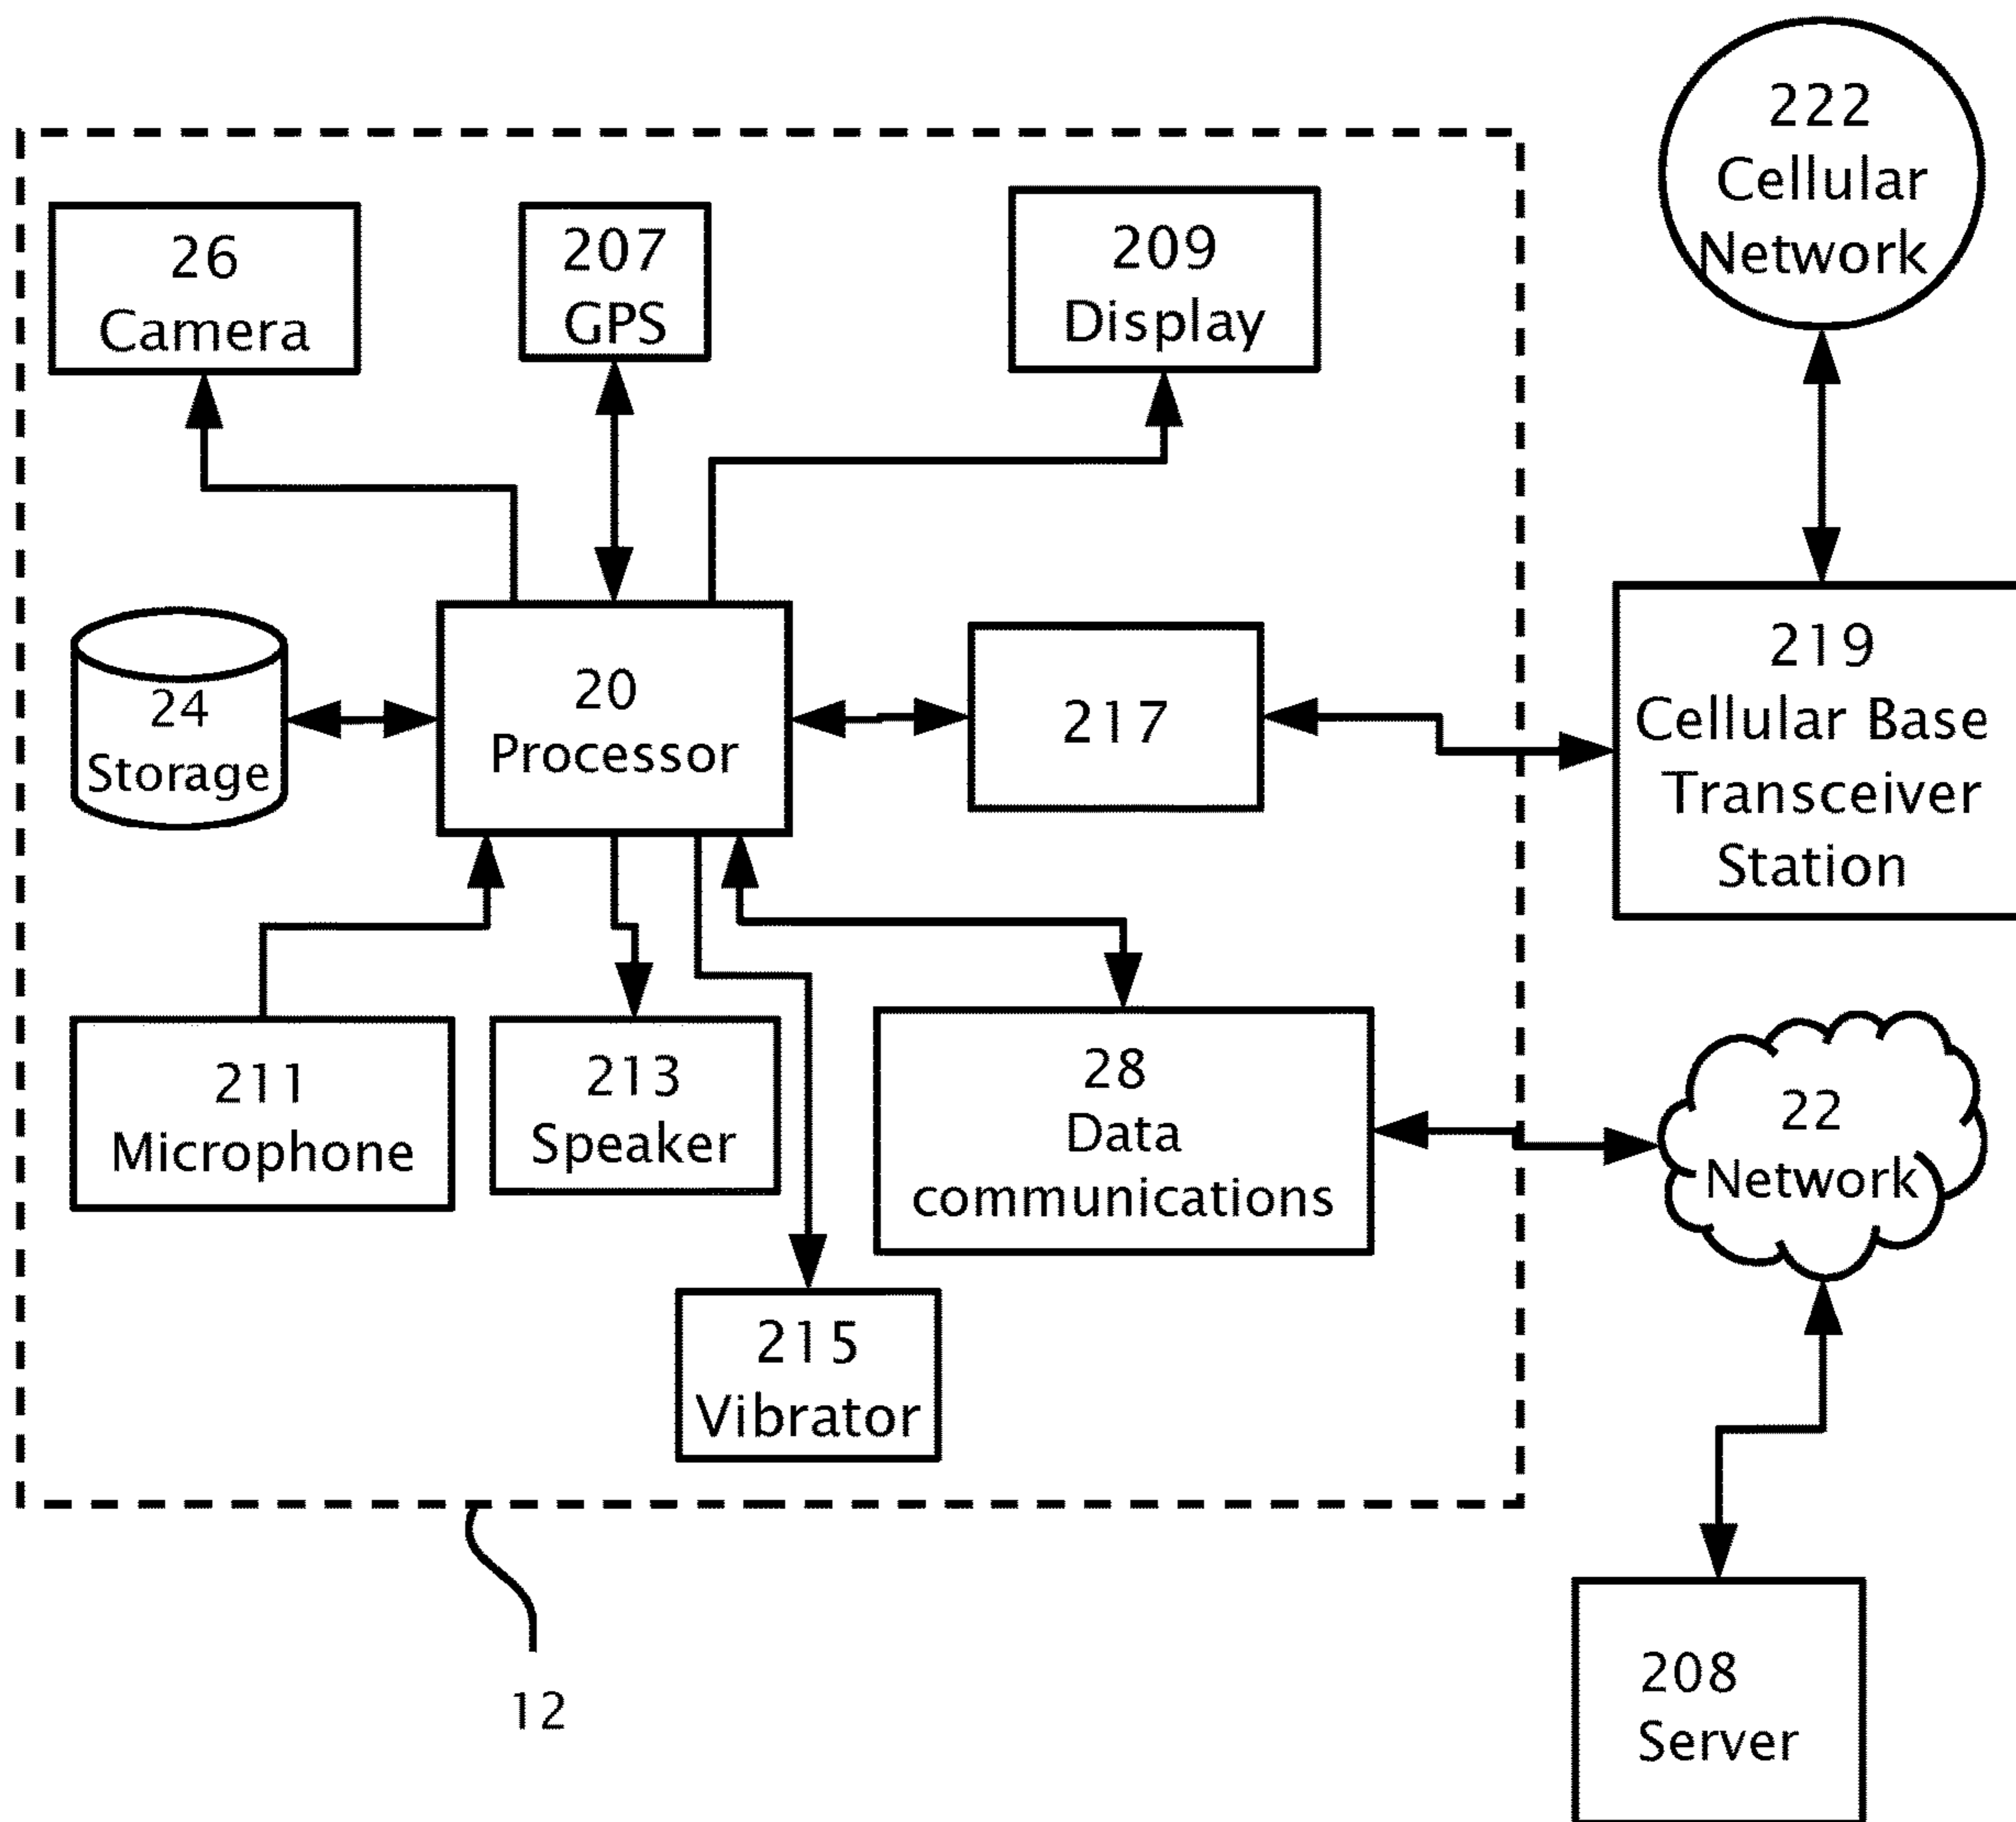 222
Cellular
Network
26
Camera
207
GPS
209
Display
24
Storage
20
Processor
217
219
Cellular Base
Transceiver
Station
211
Microphone
213
Speaker
28
Data
communications
22
Network
215
Vibrator
12
208
Server